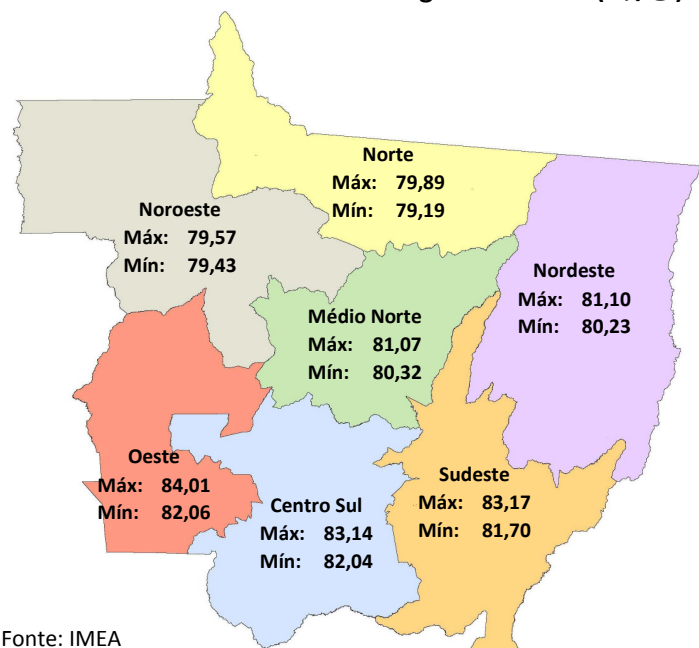 Norte
Máx: 79,89
Mín: 79,19
Noroeste
Máx: 79,57
Mín: 79,43
Nordeste
Máx: 81,10
Mín: 80,23
Médio Norte
Máx: 81,07
Mín: 80,32
Oeste
Máx: 84,01
Mín: 82,06
Centro Sul
Máx: 83,14
Mín: 82,04
Sudeste
Máx: 83,17
Mín: 81,70
Fonte: IMEA